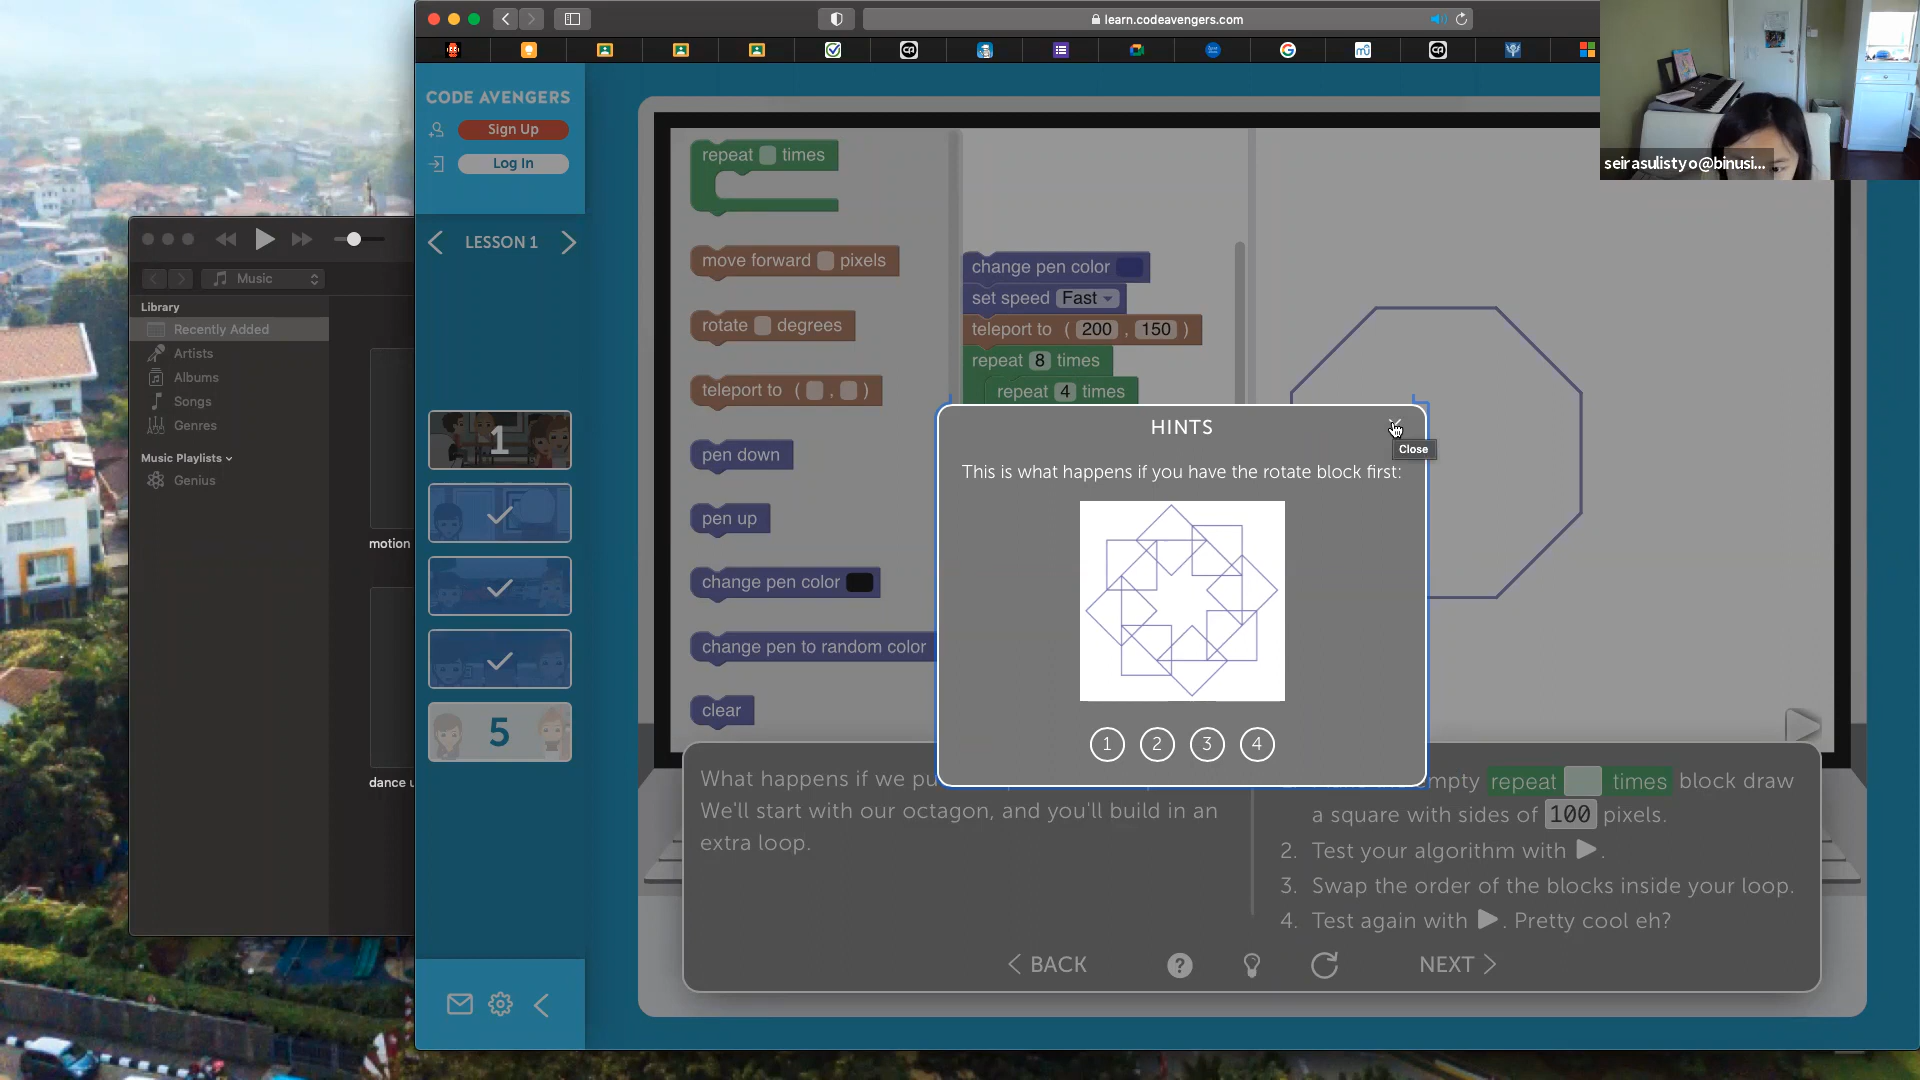 learn.codeavengers.com
seirasulistyo@binusi...
CODE AVENGERS
Sign Up
Log In
LESSON 1
1
5
Music
Library
Recently Added
Artists
Albums
Songs
Genres
Music Playlists
Genius
motion
dance u
repeat times
move forward pixels
rotate degrees
teleport to ( , )
pen down
pen up
change pen color
change pen to random color
clear
change pen color
set speed Fast
teleport to ( 200 , 150 )
repeat 8 times
repeat 4 times
HINTS
Close
This is what happens if you have the rotate block first:
1 2 3 4
What happens if we pu
We'll start with our octagon, and you'll build in an
extra loop.
mpty repeat times block draw
a square with sides of 100 pixels.
2. Test your algorithm with ▶.
3. Swap the order of the blocks inside your loop.
4. Test again with ▶. Pretty cool eh?
BACK
?
NEXT